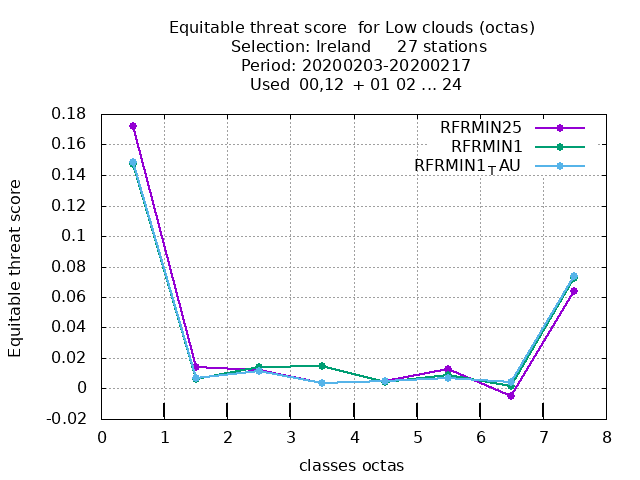 Equitable threat score  for Low clouds (octas)
Selection: Ireland     27 stations
Period: 20200203-20200217
Used  00,12  + 01 02 ... 24
RFRMIN25
RFRMIN1
RFRMIN1TAU
Equitable threat score
0.18
0.16
0.14
0.12
0.1
0.08
0.06
0.04
0.02
0
-0.02
0 1 2 3 4 5 6 7 8
classes octas